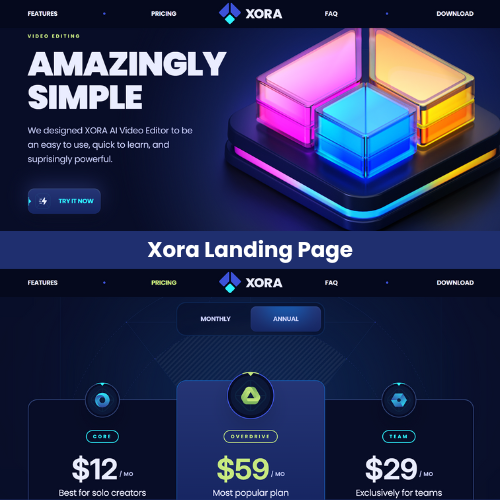 FEATURES PRICING XORA FAQ DOWNLOAD
VIDEO EDITING
AMAZINGLY
SIMPLE
We designed XORA AI Video Editor to be
an easy to use, quick to learn, and
suprisingly powerful.
TRY IT NOW
Xora Landing Page
FEATURES PRICING XORA FAQ DOWNLOAD
MONTHLY ANNUAL
CORE OVERDRIVE TEAM
$12 / MO $59 / MO $29 / MO
Best for solo creators Most popular plan Exclusively for teams